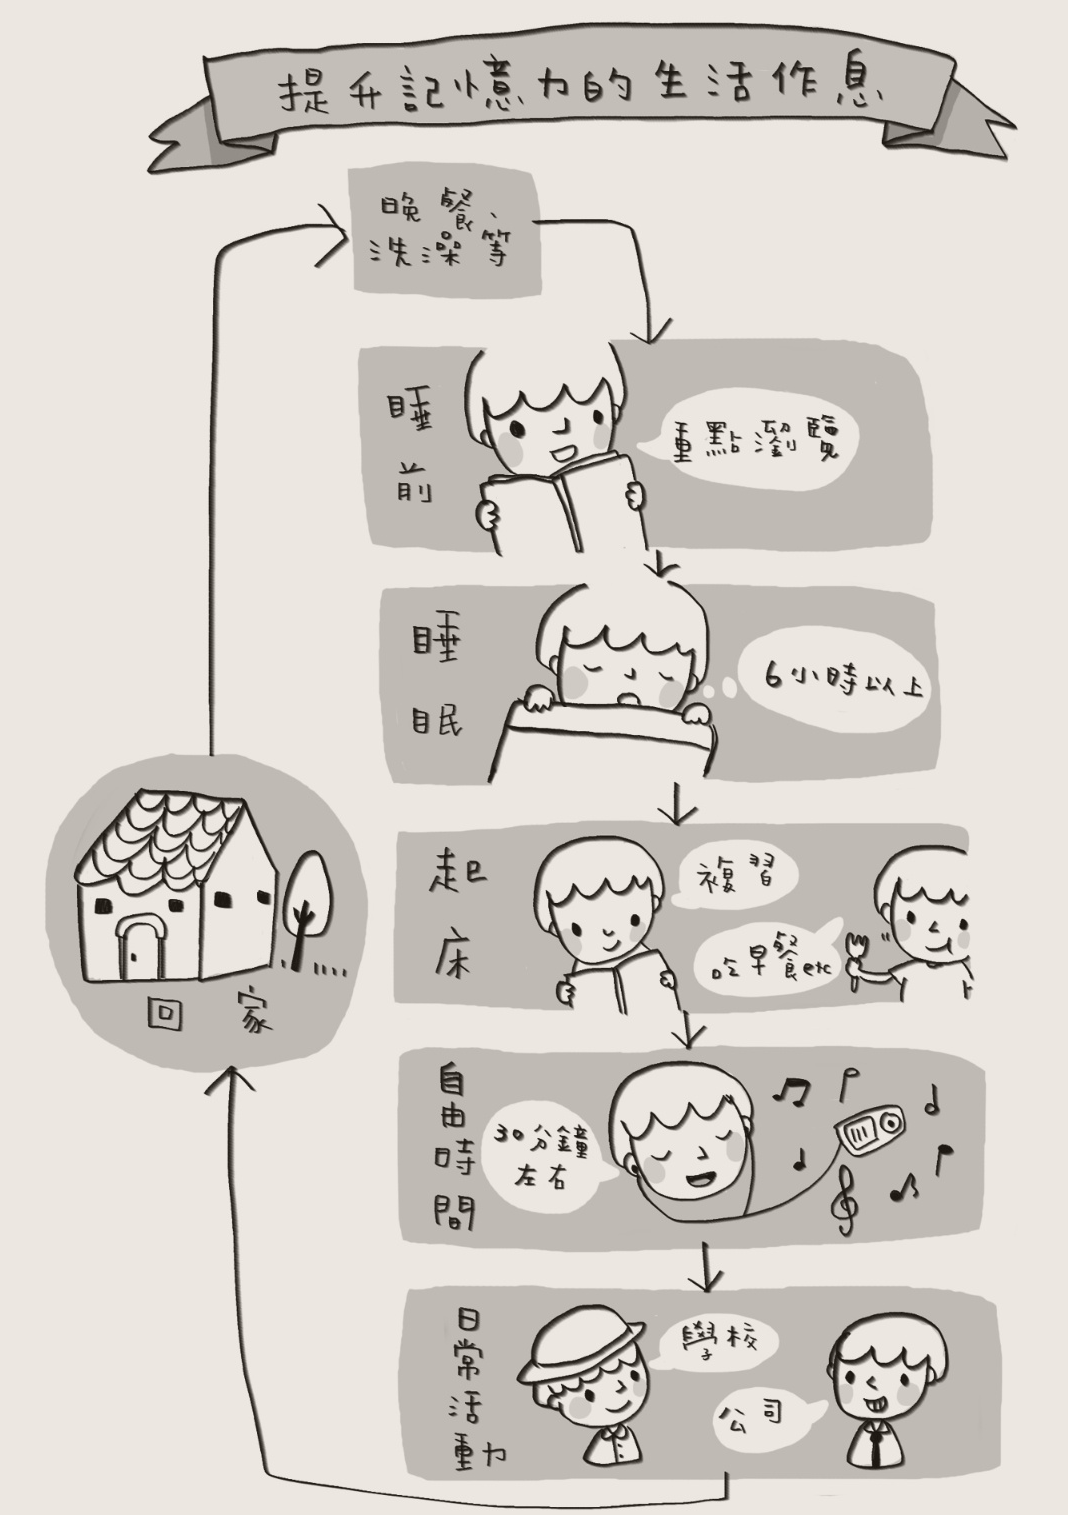 提升記憶力的生活作息
晚餐、
洗澡等
睡前
重點瀏覽
睡眠
6小時以上
起床
複習
吃早餐etc
自由時間
30分鐘
左右
日常活動
學校
公司
回家